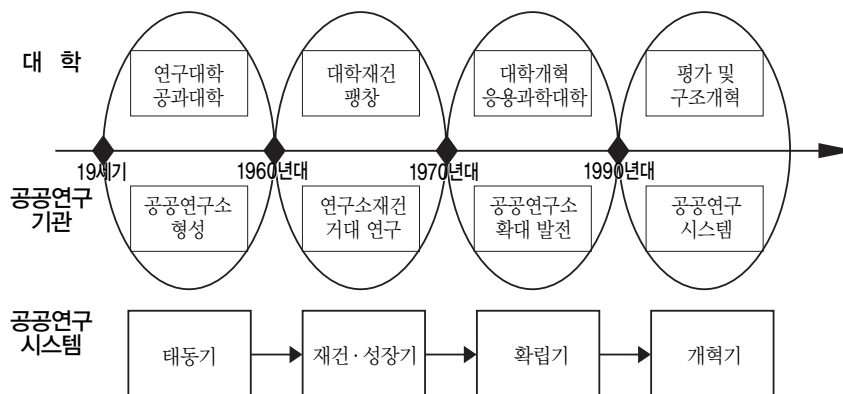 대 학
연구대학
공과대학
대학재건
팽창
대학개혁
응용과학대학
평가 및
구조개혁
19세기
1960년대
1970년대
1990년대
공공연구
기관
공공연구소
형성
연구소재건
거대 연구
공공연구소
확대 발전
공공연구
시스템
공공연구
시스템
태동기
재건 · 성장기
확립기
개혁기